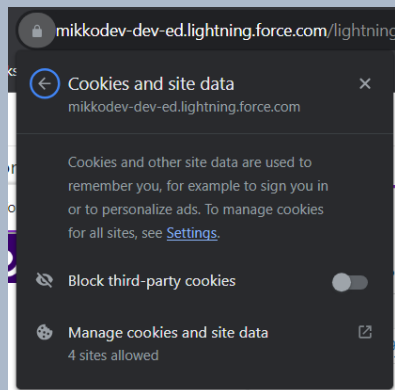 mikkodev-dev-ed.lightning.force.com/lightning
Cookies and site data
mikkodev-dev-ed.lightning.force.com
Cookies and other site data are used to
remember you, for example to sign you in
or to personalize ads. To manage cookies
for all sites, see Settings.
Block third-party cookies
Manage cookies and site data
4 sites allowed